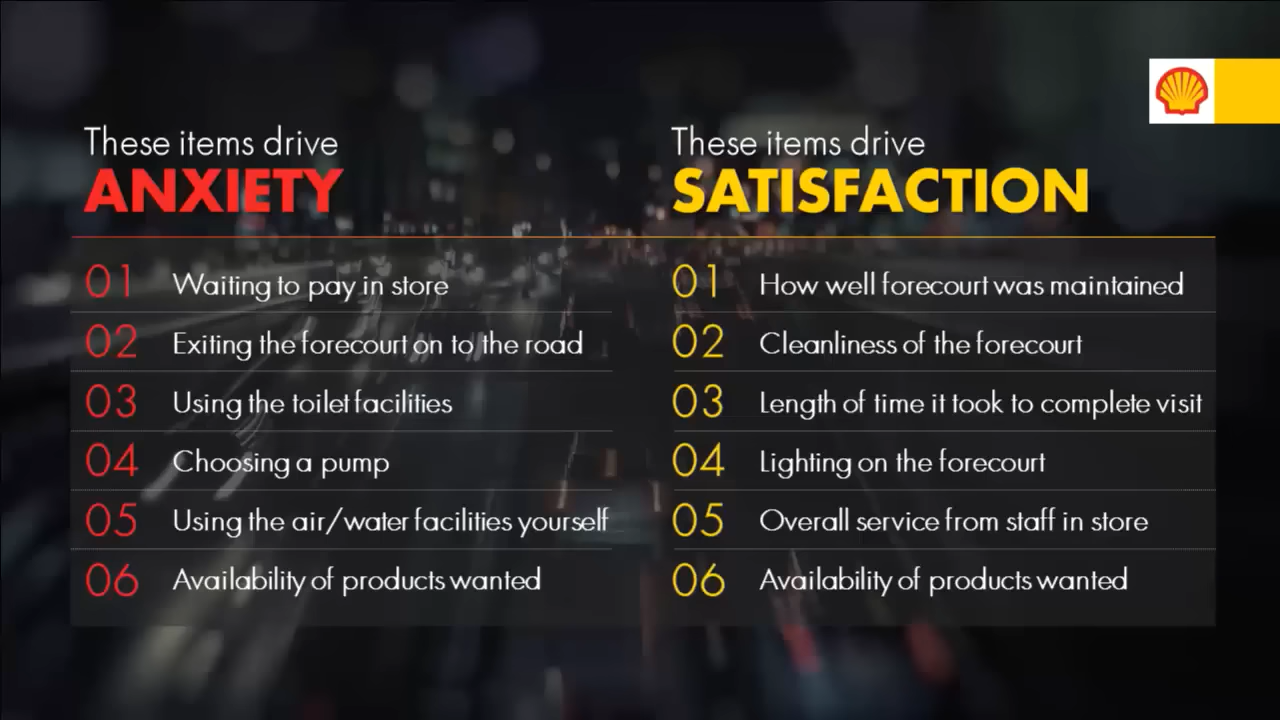 These items drive
ANXIETY
01 Waiting to pay in store
02 Exiting the forecourt on to the road
03 Using the toilet facilities
04 Choosing a pump
05 Using the air/water facilities yourself
06 Availability of products wanted
These items drive
SATISFACTION
01 How well forecourt was maintained
02 Cleanliness of the forecourt
03 Length of time it took to complete visit
04 Lighting on the forecourt
05 Overall service from staff in store
06 Availability of products wanted